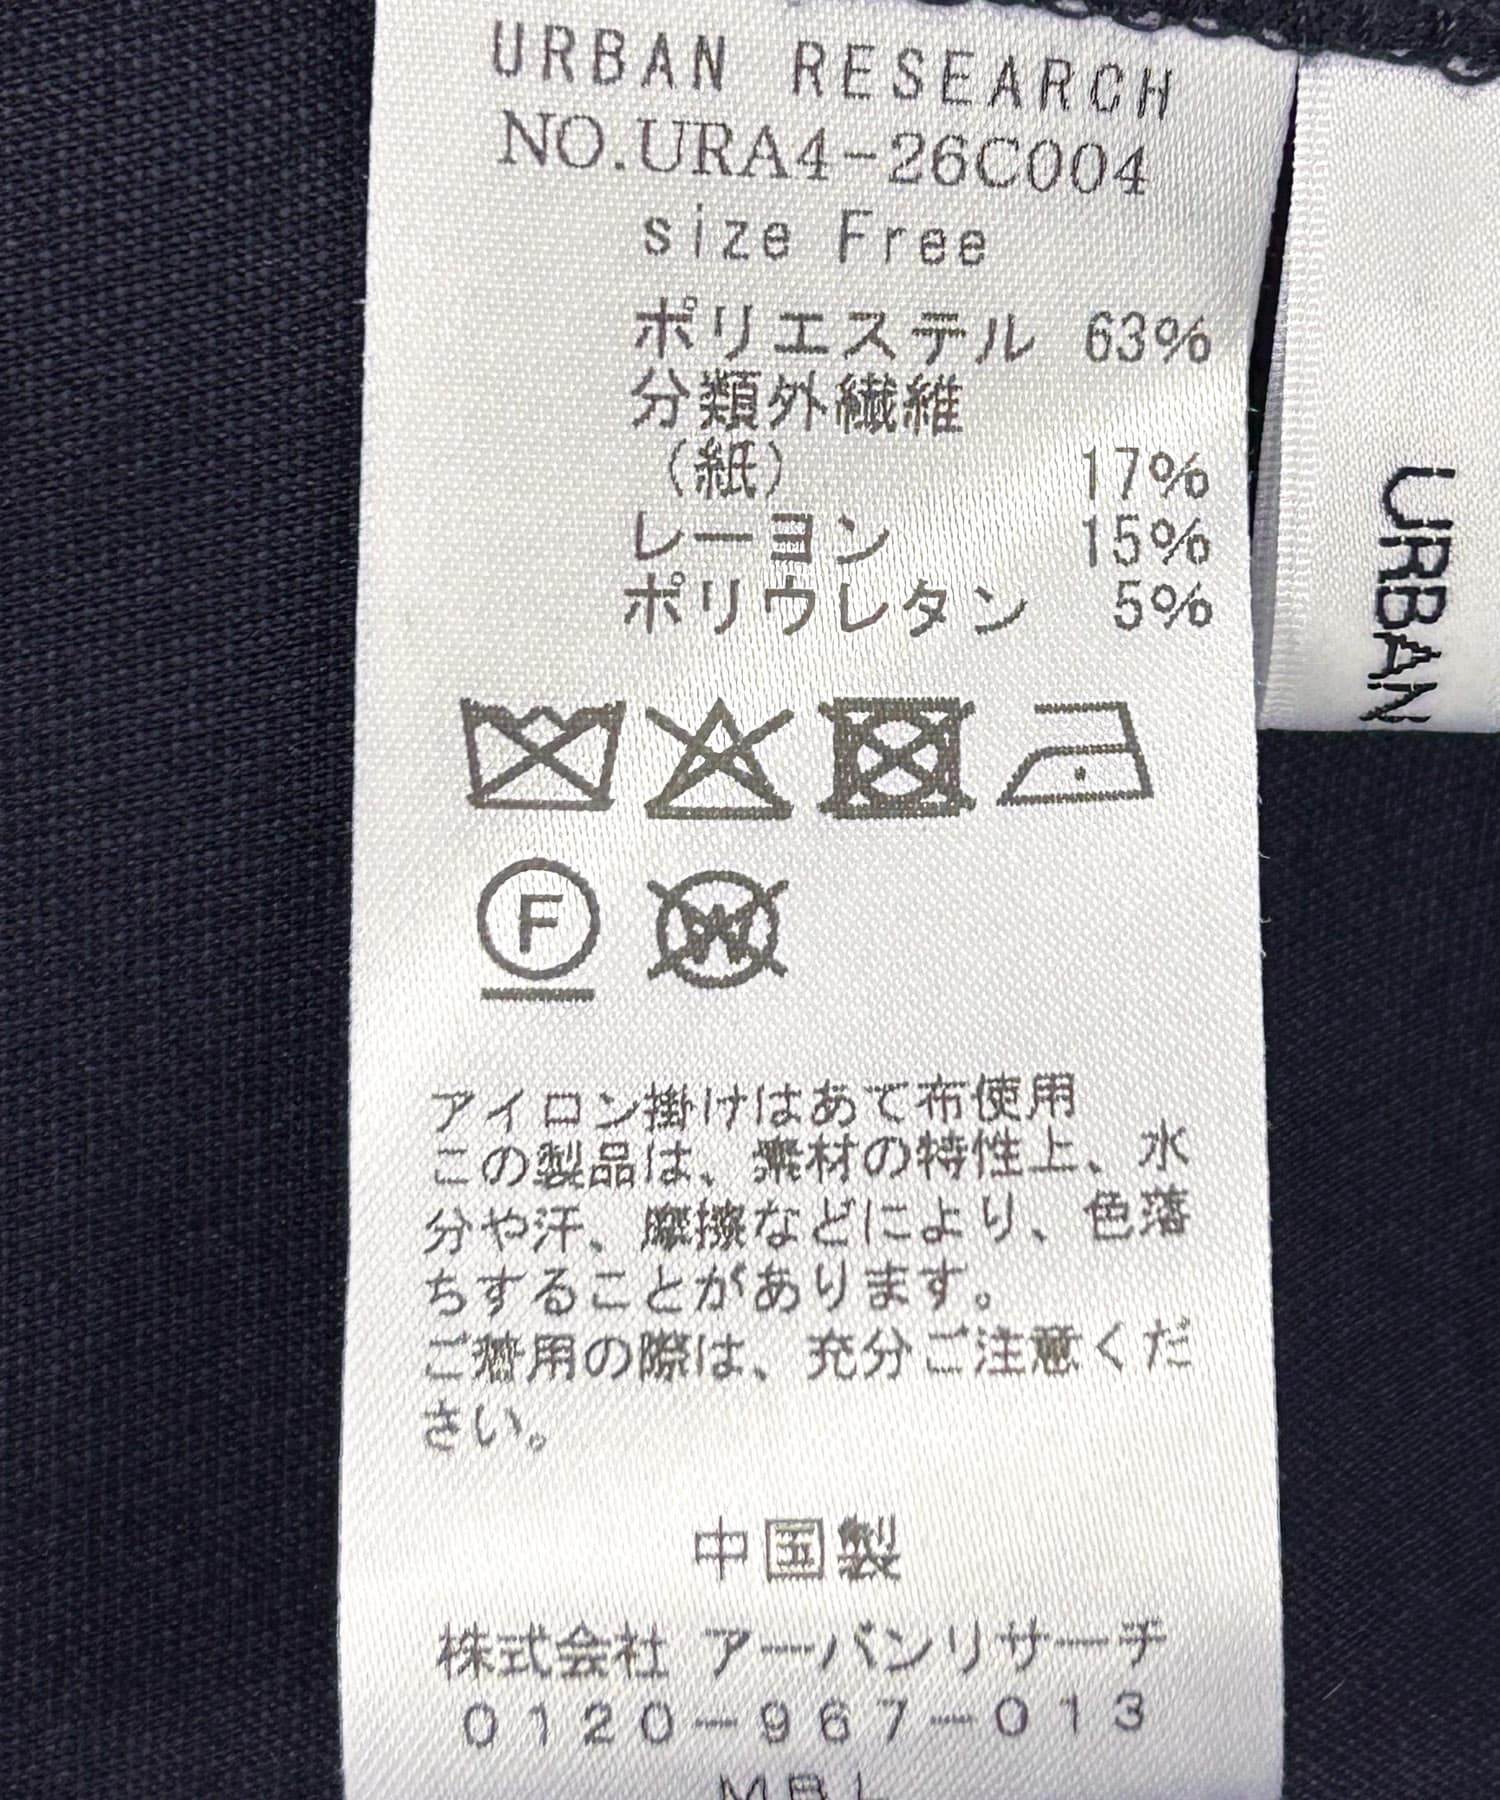 URBAN RESEARCH
NO.URA4-26C004
size Free
ポリエステル 63%
分類外繊維
(紙) 17%
レーヨン 15%
ポリウレタン 5%
F
W
アイロン掛けはあて布使用
この製品は、素材の特性上、水
分や汗、摩擦などにより、色落
ちすることがあります。
ご着用の際は、充分ご注意くだ
さい。
中国製
株式会社 アーバンリサーチ
0120-967-013
MBL
URBAN